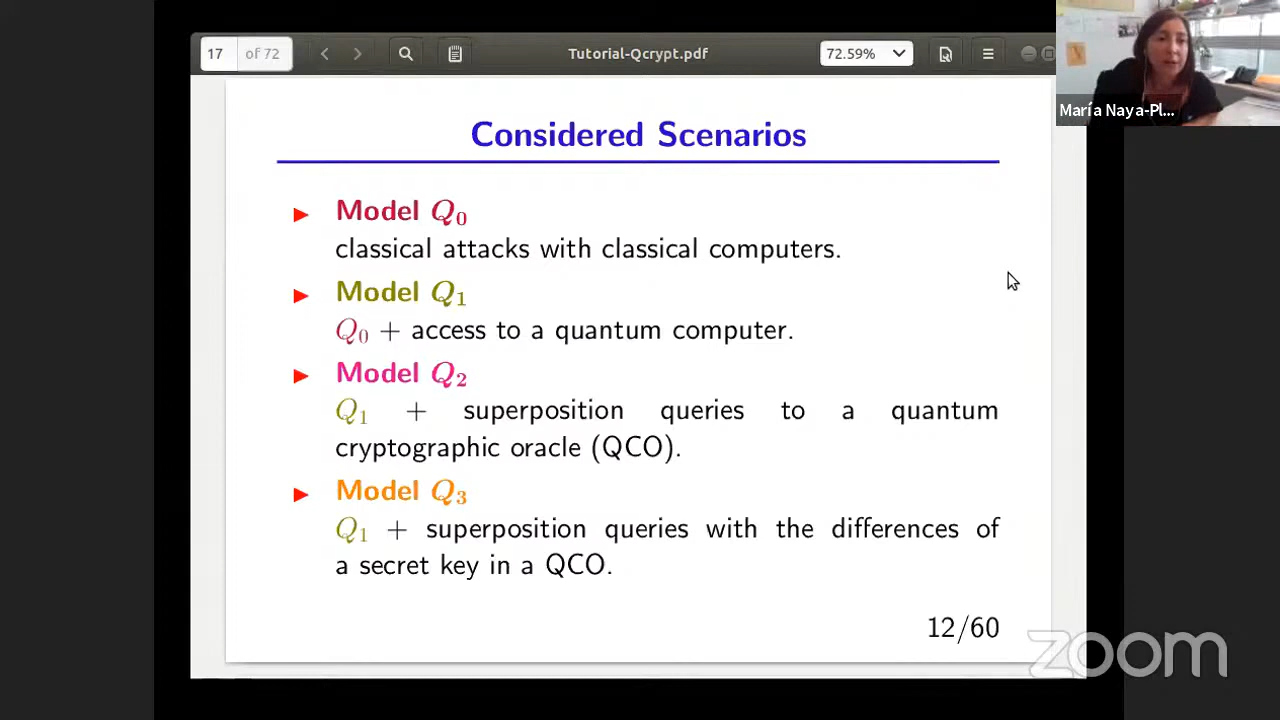 17 of 72
Tutorial-Qcrypt.pdf
72.59%
María Naya-Pl...
Considered Scenarios
Model Q₀
classical attacks with classical computers.
Model Q₁
Q₀ + access to a quantum computer.
Model Q₂
Q₁ + superposition queries to a quantum
cryptographic oracle (QCO).
Model Q₃
Q₁ + superposition queries with the differences of
a secret key in a QCO.
12/60
zoom